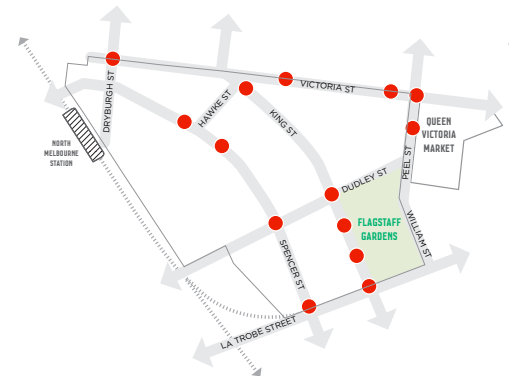 DRYBURGH ST
HAWKE ST
VICTORIA ST
KING ST
QUEEN
VICTORIA
MARKET
NORTH
MELBOURNE
STATION
PEEL ST
DUDLEY ST
FLAGSTAFF
GARDENS
WILLIAM ST
SPENCER ST
LA TROBE STREET